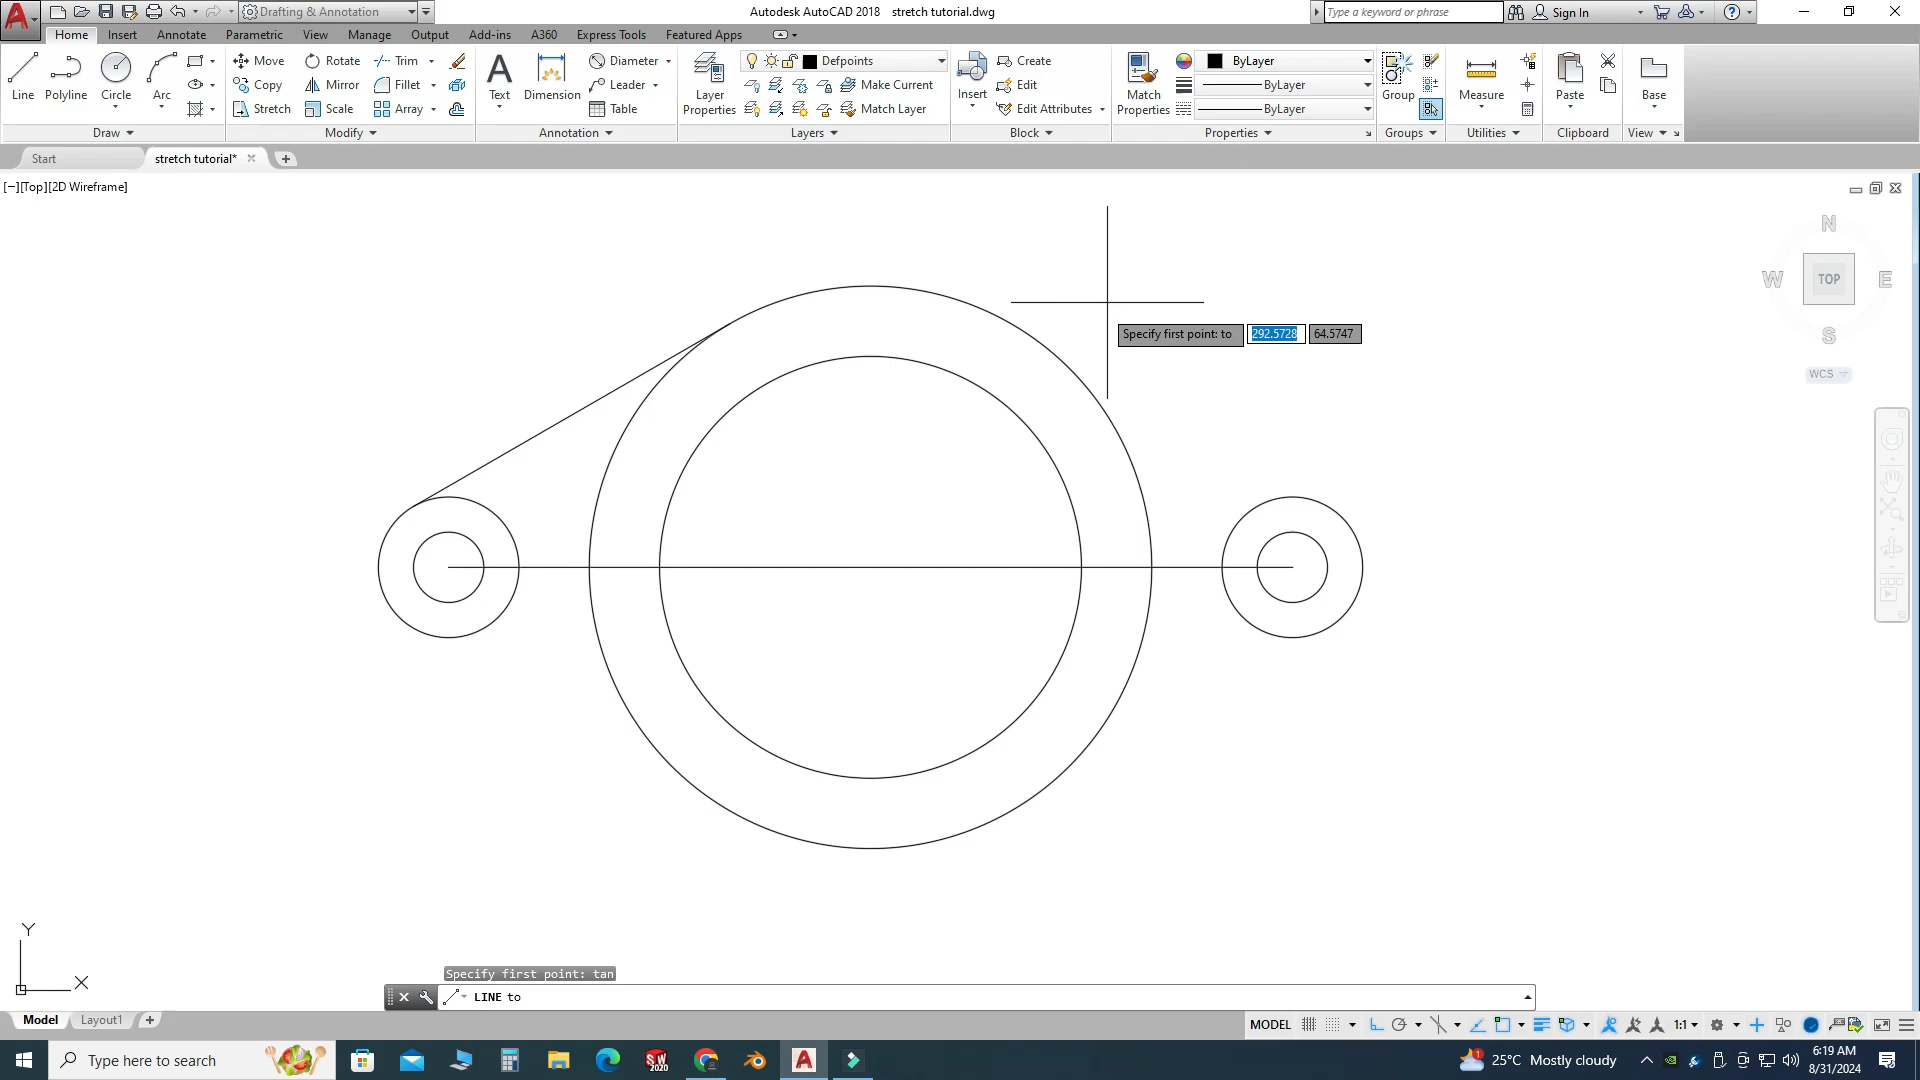 Drafting & Annotation
Autodesk AutoCAD 2018 stretch tutorial.dwg
Type a keyword or phrase
Sign In
Home Insert Annotate Parametric View Manage Output Add-ins A360 Express Tools Featured Apps
Line Polyline Circle Arc
Draw
Move Rotate Trim
Copy Mirror Fillet
Stretch Scale Array
Modify
Text Dimension
Diameter
Leader
Table
Annotation
Layer
Properties
Defpoints
Make Current
Match Layer
Layers
Insert
Create
Edit
Edit Attributes
Block
Match
Properties
ByLayer
ByLayer
ByLayer
Properties
Group
Groups
Measure
Utilities
Paste
Clipboard
Base
View
Start
stretch tutorial*
[−][Top][2D Wireframe]
N
W TOP E
S
WCS
Specify first point: to 292.5728 64.5747
Y
X
Specify first point: tan
LINE to
Model Layout1
MODEL
1:1
Type here to search
SW
2020
25°C Mostly cloudy
6:19 AM
8/31/2024